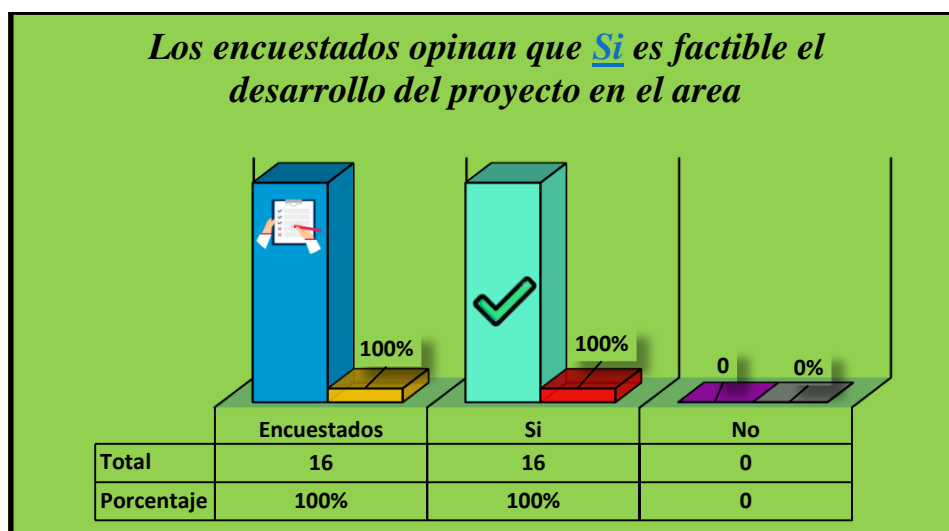 Los encuestados opinan que Si es factible el
desarrollo del proyecto en el area
100%
100%
0
0%
Encuestados Si No
Total 16 16 0
Porcentaje 100% 100% 0